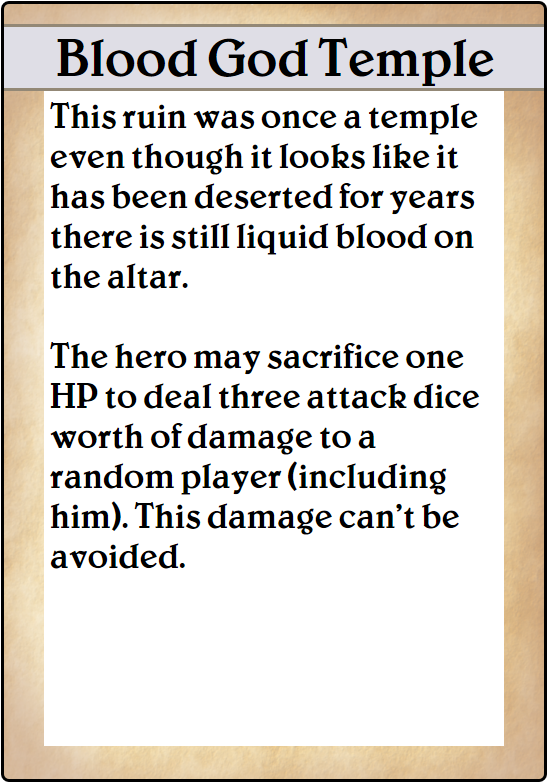 Blood God Temple
This ruin was once a temple
even though it looks like it
has been deserted for years
there is still liquid blood on
the altar.
The hero may sacrifice one
HP to deal three attack dice
worth of damage to a
random player (including
him). This damage can't be
avoided.